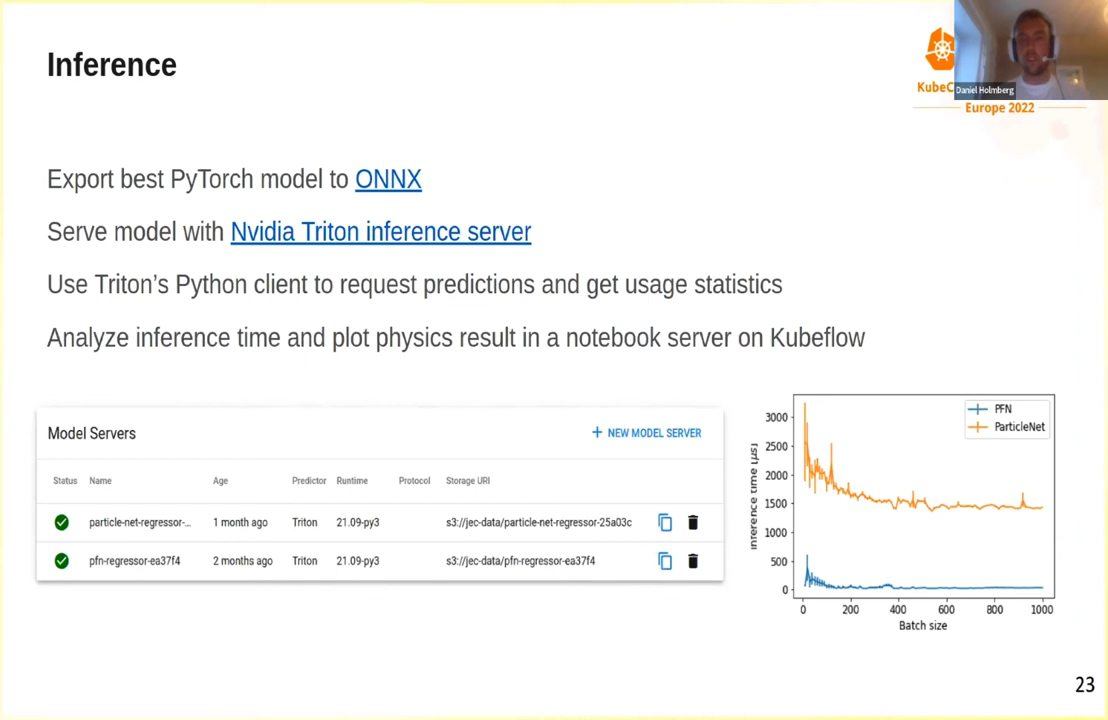 Inference
Daniel Holmberg
Europe 2022
Export best PyTorch model to ONNX
Serve model with Nvidia Triton inference server
Use Triton’s Python client to request predictions and get usage statistics
Analyze inference time and plot physics result in a notebook server on Kubeflow
Model Servers
+ NEW MODEL SERVER
Status Name Age Predictor Runtime Protocol Storage URI
particle-net-regressor-... 1 month ago Triton 21.09-py3 s3://jec-data/particle-net-regressor-25a03c
pfn-regressor-ea37f4 2 months ago Triton 21.09-py3 s3://jec-data/pfn-regressor-ea37f4
PFN
ParticleNet
Inference time (µs)
3000
2500
2000
1500
1000
500
0
0 200 400 600 800 1000
Batch size
23